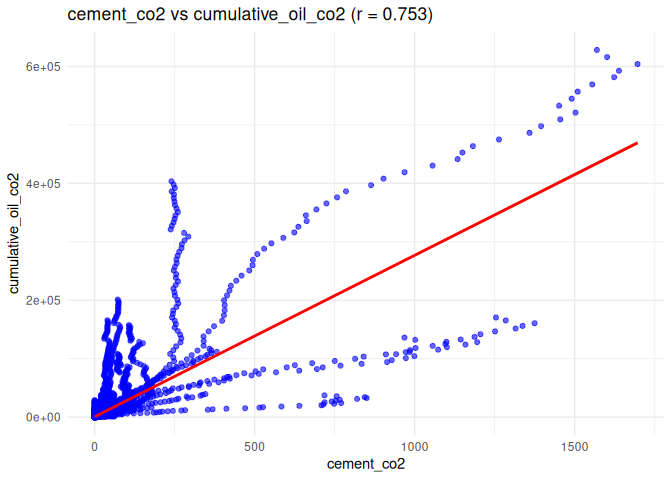 cement_co2 vs cumulative_oil_co2 (r = 0.753)
6e+05
4e+05
2e+05
0e+00
cumulative_oil_co2
0 500 1000 1500
cement_co2